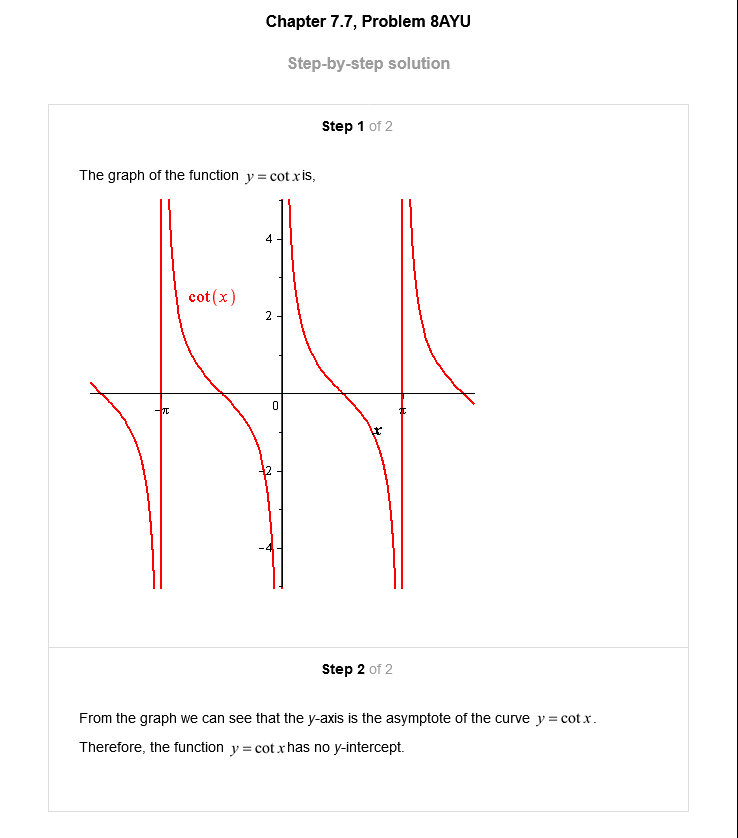 Chapter 7.7, Problem 8AYU
Step-by-step solution
Step 1 of 2
The graph of the function y = cot x is,
4
cot(x)
2
0
-π
π
x
-2
-4
Step 2 of 2
From the graph we can see that the y-axis is the asymptote of the curve y = cot x.
Therefore, the function y = cot x has no y-intercept.